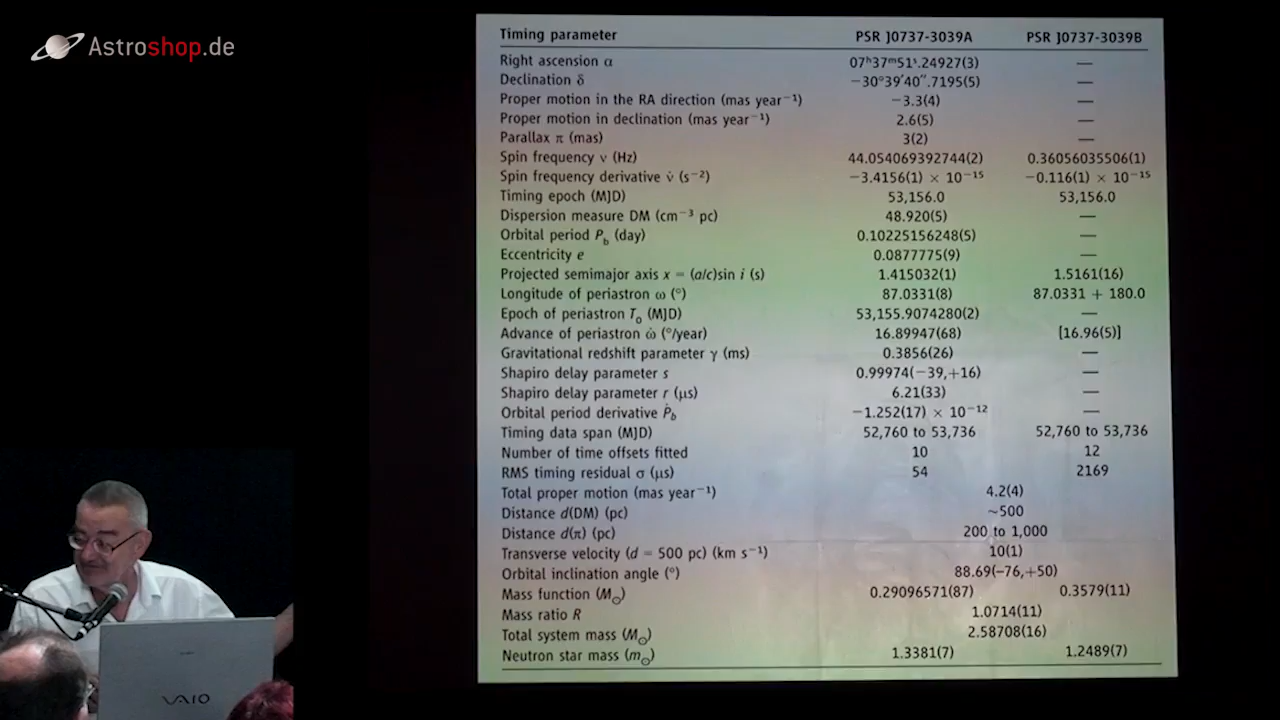 Astroshop.de
Timing parameter PSR J0737-3039A PSR J0737-3039B
Right ascension α 07ʰ37ᵐ51ˢ.24927(3) —
Declination δ −30°39′40″.7195(5) —
Proper motion in the RA direction (mas year⁻¹) −3.3(4) —
Proper motion in declination (mas year⁻¹) 2.6(5) —
Parallax π (mas) 3(2) —
Spin frequency ν (Hz) 44.054069392744(2) 0.36056035506(1)
Spin frequency derivative ν̇ (s⁻²) −3.4156(1) × 10⁻¹⁵ −0.116(1) × 10⁻¹⁵
Timing epoch (MJD) 53,156.0 53,156.0
Dispersion measure DM (cm⁻³ pc) 48.920(5) —
Orbital period P_b (day) 0.10225156248(5) —
Eccentricity e 0.0877775(9) —
Projected semimajor axis x = (a/c)sin i (s) 1.415032(1) 1.5161(16)
Longitude of periastron ω (°) 87.0331(8) 87.0331 + 180.0
Epoch of periastron T₀ (MJD) 53,155.9074280(2) —
Advance of periastron ω̇ (°/year) 16.89947(68) [16.96(5)]
Gravitational redshift parameter γ (ms) 0.3856(26) —
Shapiro delay parameter s 0.99974(−39,+16) —
Shapiro delay parameter r (μs) 6.21(33) —
Orbital period derivative Ṗ_b −1.252(17) × 10⁻¹² —
Timing data span (MJD) 52,760 to 53,736 52,760 to 53,736
Number of time offsets fitted 10 12
RMS timing residual σ (μs) 54 2169
Total proper motion (mas year⁻¹) 4.2(4)
Distance d(DM) (pc) ~500
Distance d(π) (pc) 200 to 1,000
Transverse velocity (d = 500 pc) (km s⁻¹) 10(1)
Orbital inclination angle (°) 88.69(−76,+50)
Mass function (M⊙) 0.29096571(87) 0.3579(11)
Mass ratio R 1.0714(11)
Total system mass (M⊙) 2.58708(16)
Neutron star mass (m⊙) 1.3381(7) 1.2489(7)
VAIO